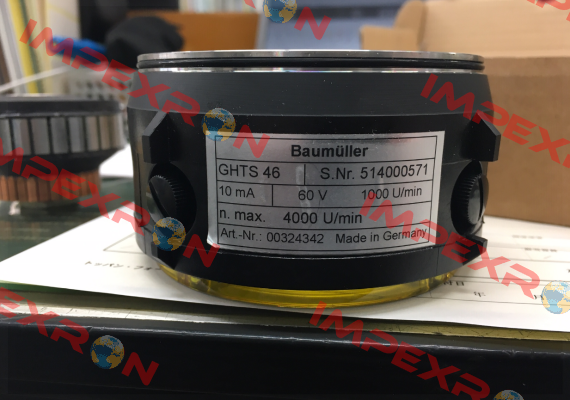 IMPEXRON
IMPEXRON
Baumüller
GHTS 46 S.Nr. 514000571
10 mA 60 V 1000 U/min
n. max. 4000 U/min
Art.-Nr.: 00324342 Made in Germany
IMPEXRON
IMPEXRON
IMPEXRON